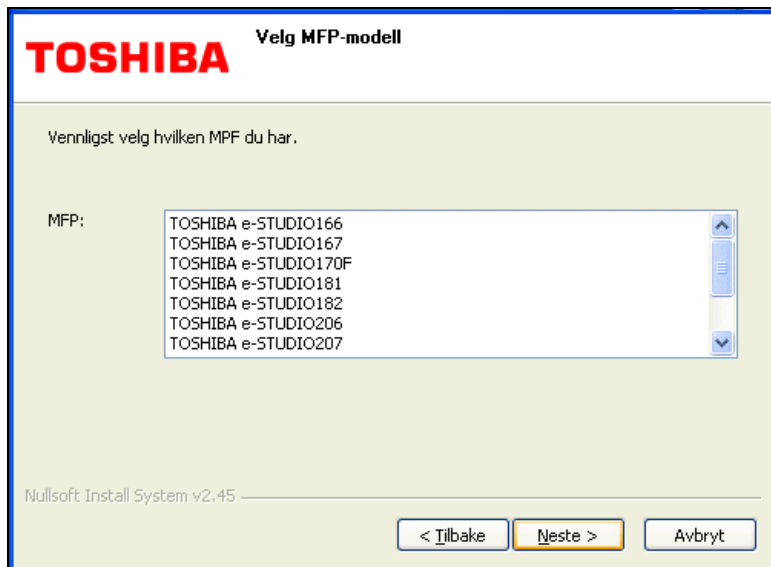 TOSHIBA
Velg MFP-modell
Vennligst velg hvilken MPF du har.
MFP:
TOSHIBA e-STUDIO166
TOSHIBA e-STUDIO167
TOSHIBA e-STUDIO170F
TOSHIBA e-STUDIO181
TOSHIBA e-STUDIO182
TOSHIBA e-STUDIO206
TOSHIBA e-STUDIO207
Nullsoft Install System v2.45
< Tilbake
Neste >
Avbryt